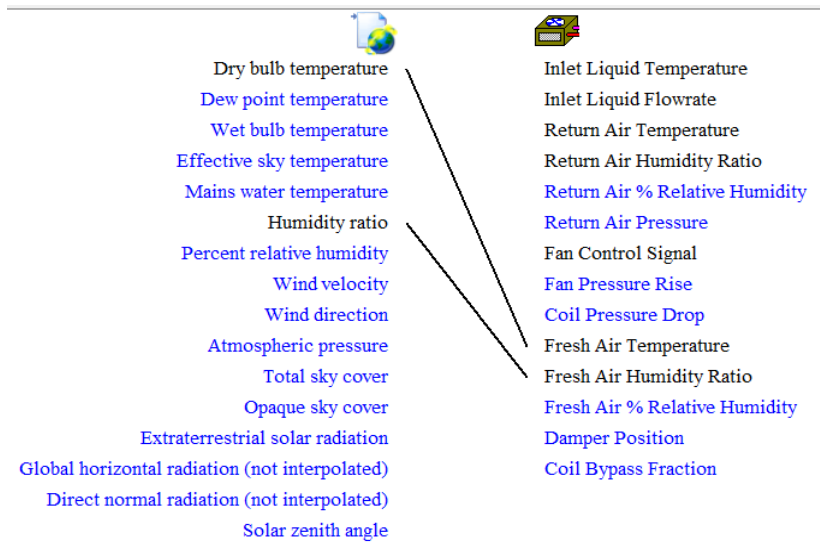 Dry bulb temperature
Dew point temperature
Wet bulb temperature
Effective sky temperature
Mains water temperature
Humidity ratio
Percent relative humidity
Wind velocity
Wind direction
Atmospheric pressure
Total sky cover
Opaque sky cover
Extraterrestrial solar radiation
Global horizontal radiation (not interpolated)
Direct normal radiation (not interpolated)
Solar zenith angle
Inlet Liquid Temperature
Inlet Liquid Flowrate
Return Air Temperature
Return Air Humidity Ratio
Return Air % Relative Humidity
Return Air Pressure
Fan Control Signal
Fan Pressure Rise
Coil Pressure Drop
Fresh Air Temperature
Fresh Air Humidity Ratio
Fresh Air % Relative Humidity
Damper Position
Coil Bypass Fraction